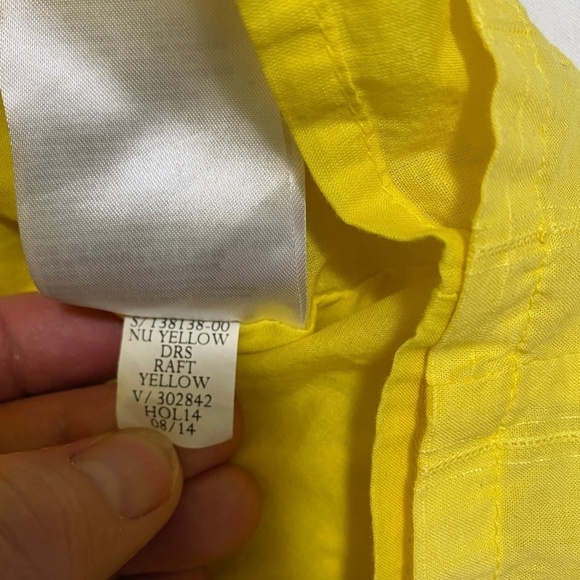 S/138138-00
NU YELLOW
DRS
RAFT
YELLOW
V/ 302842
HOL14
08/14